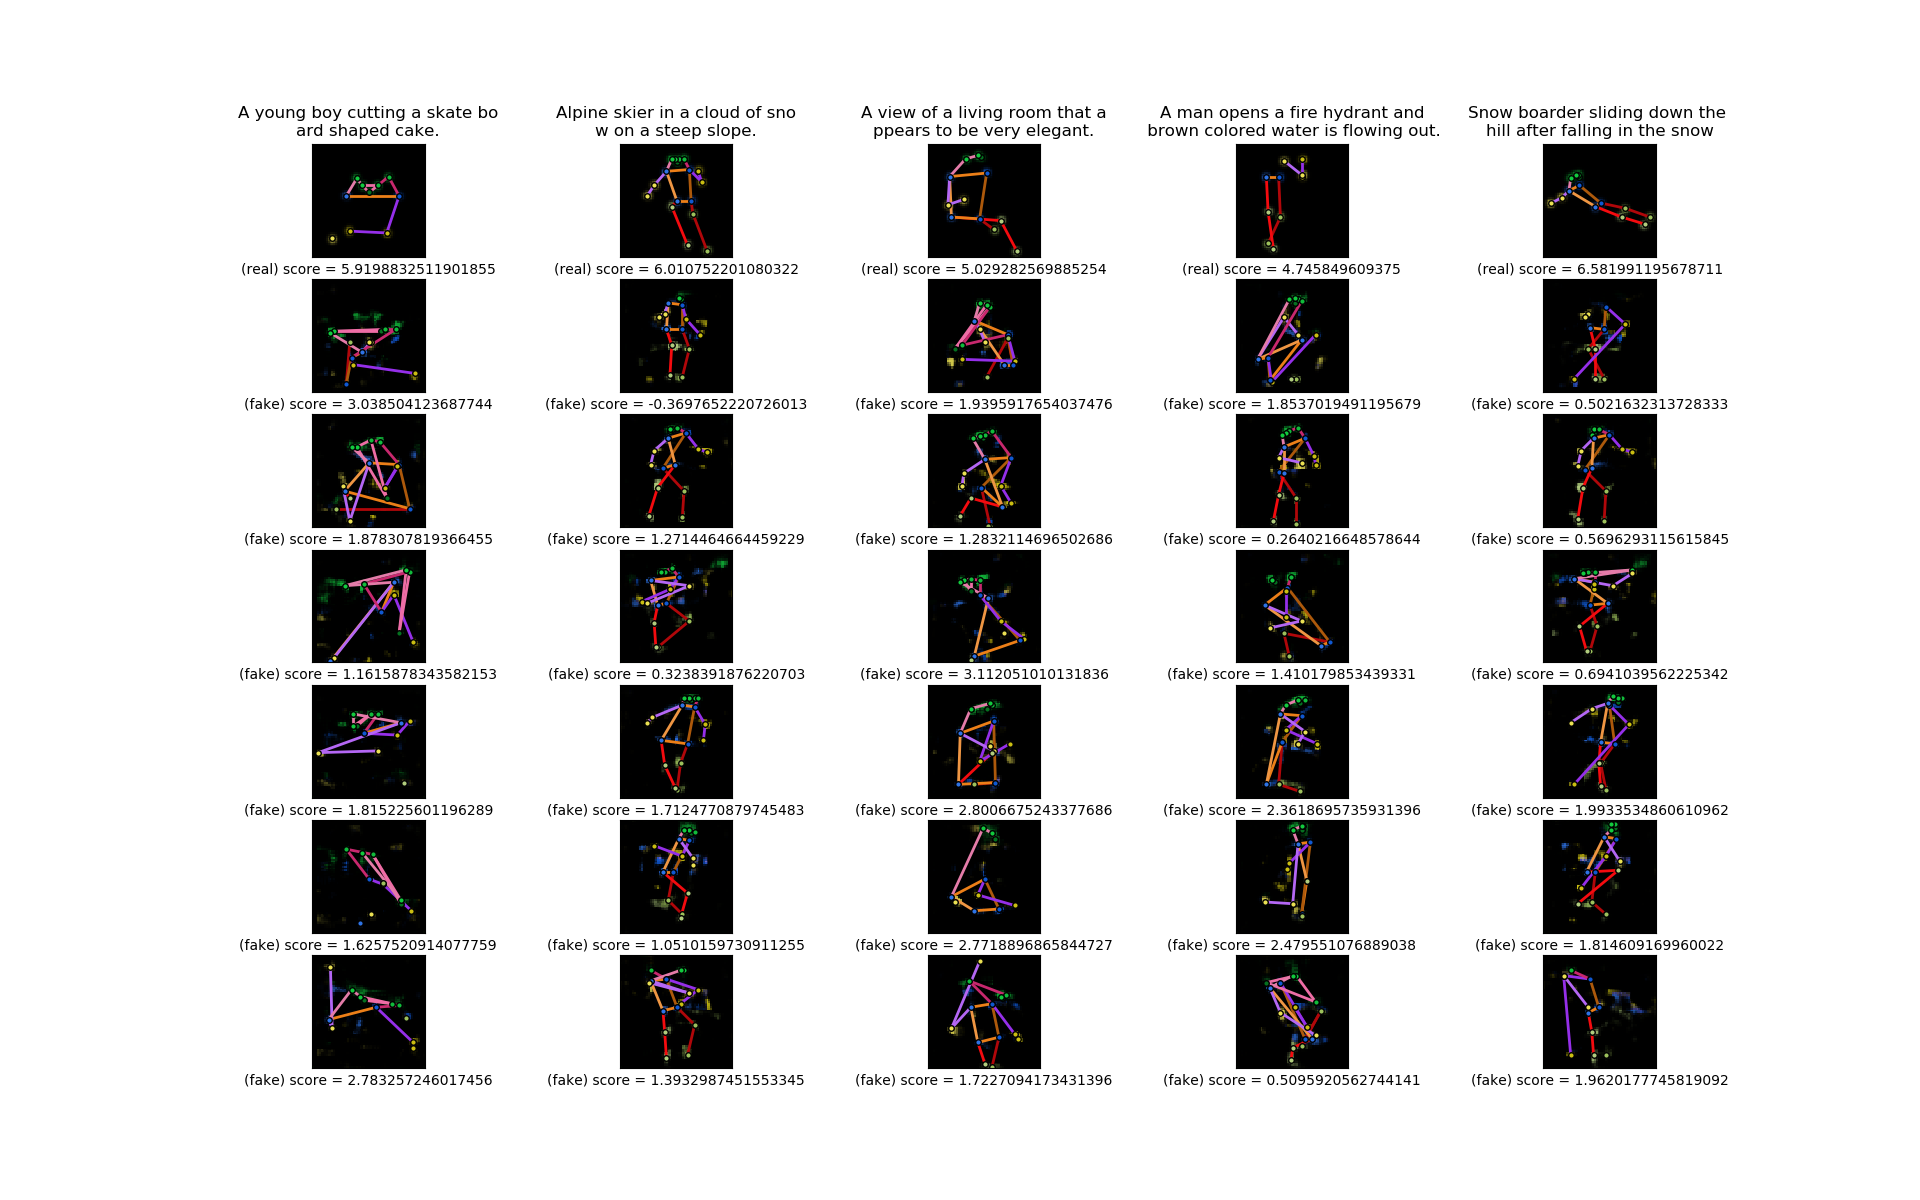 A young boy cutting a skate bo
ard shaped cake.
Alpine skier in a cloud of sno
w on a steep slope.
A view of a living room that a
ppears to be very elegant.
A man opens a fire hydrant and
brown colored water is flowing out.
Snow boarder sliding down the
hill after falling in the snow
(real) score = 5.9198832511901855
(real) score = 6.010752201080322
(real) score = 5.029282569885254
(real) score = 4.745849609375
(real) score = 6.581991195678711
(fake) score = 3.038504123687744
(fake) score = -0.3697652220726013
(fake) score = 1.9395917654037476
(fake) score = 1.8537019491195679
(fake) score = 0.5021632313728333
(fake) score = 1.878307819366455
(fake) score = 1.2714464664459229
(fake) score = 1.2832114696502686
(fake) score = 0.2640216648578644
(fake) score = 0.5696293115615845
(fake) score = 1.1615878343582153
(fake) score = 0.3238391876220703
(fake) score = 3.112051010131836
(fake) score = 1.410179853439331
(fake) score = 0.6941039562225342
(fake) score = 1.815225601196289
(fake) score = 1.7124770879745483
(fake) score = 2.8006675243377686
(fake) score = 2.3618695735931396
(fake) score = 1.9933534860610962
(fake) score = 1.6257520914077759
(fake) score = 1.0510159730911255
(fake) score = 2.7718896865844727
(fake) score = 2.479551076889038
(fake) score = 1.814609169960022
(fake) score = 2.783257246017456
(fake) score = 1.3932987451553345
(fake) score = 1.7227094173431396
(fake) score = 0.5095920562744141
(fake) score = 1.9620177745819092